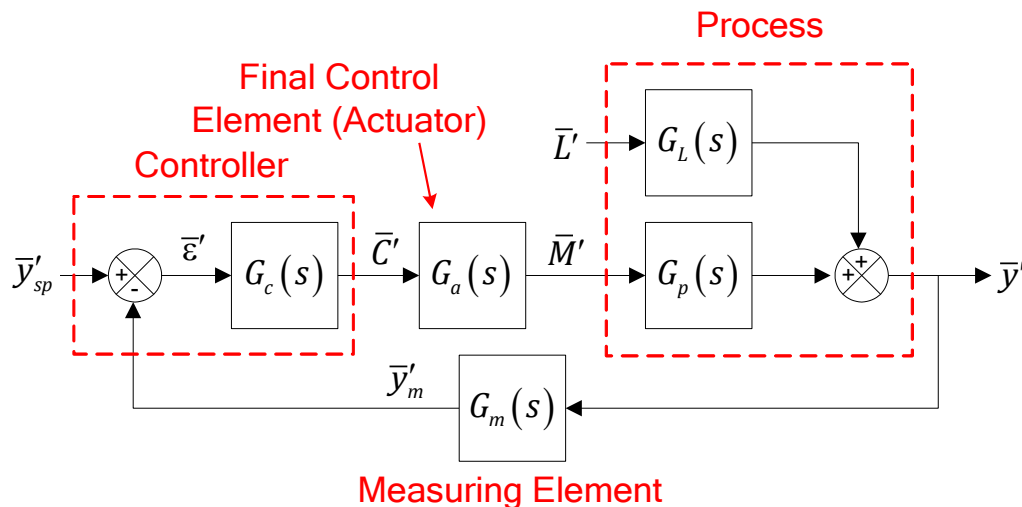 Process
Final Control
Element (Actuator)
Controller
L̅′
G_L(s)
y̅′_sp
+
-
ε̅′
G_c(s)
C̅′
G_a(s)
M̅′
G_p(s)
+
+
y̅′
y̅′_m
G_m(s)
Measuring Element